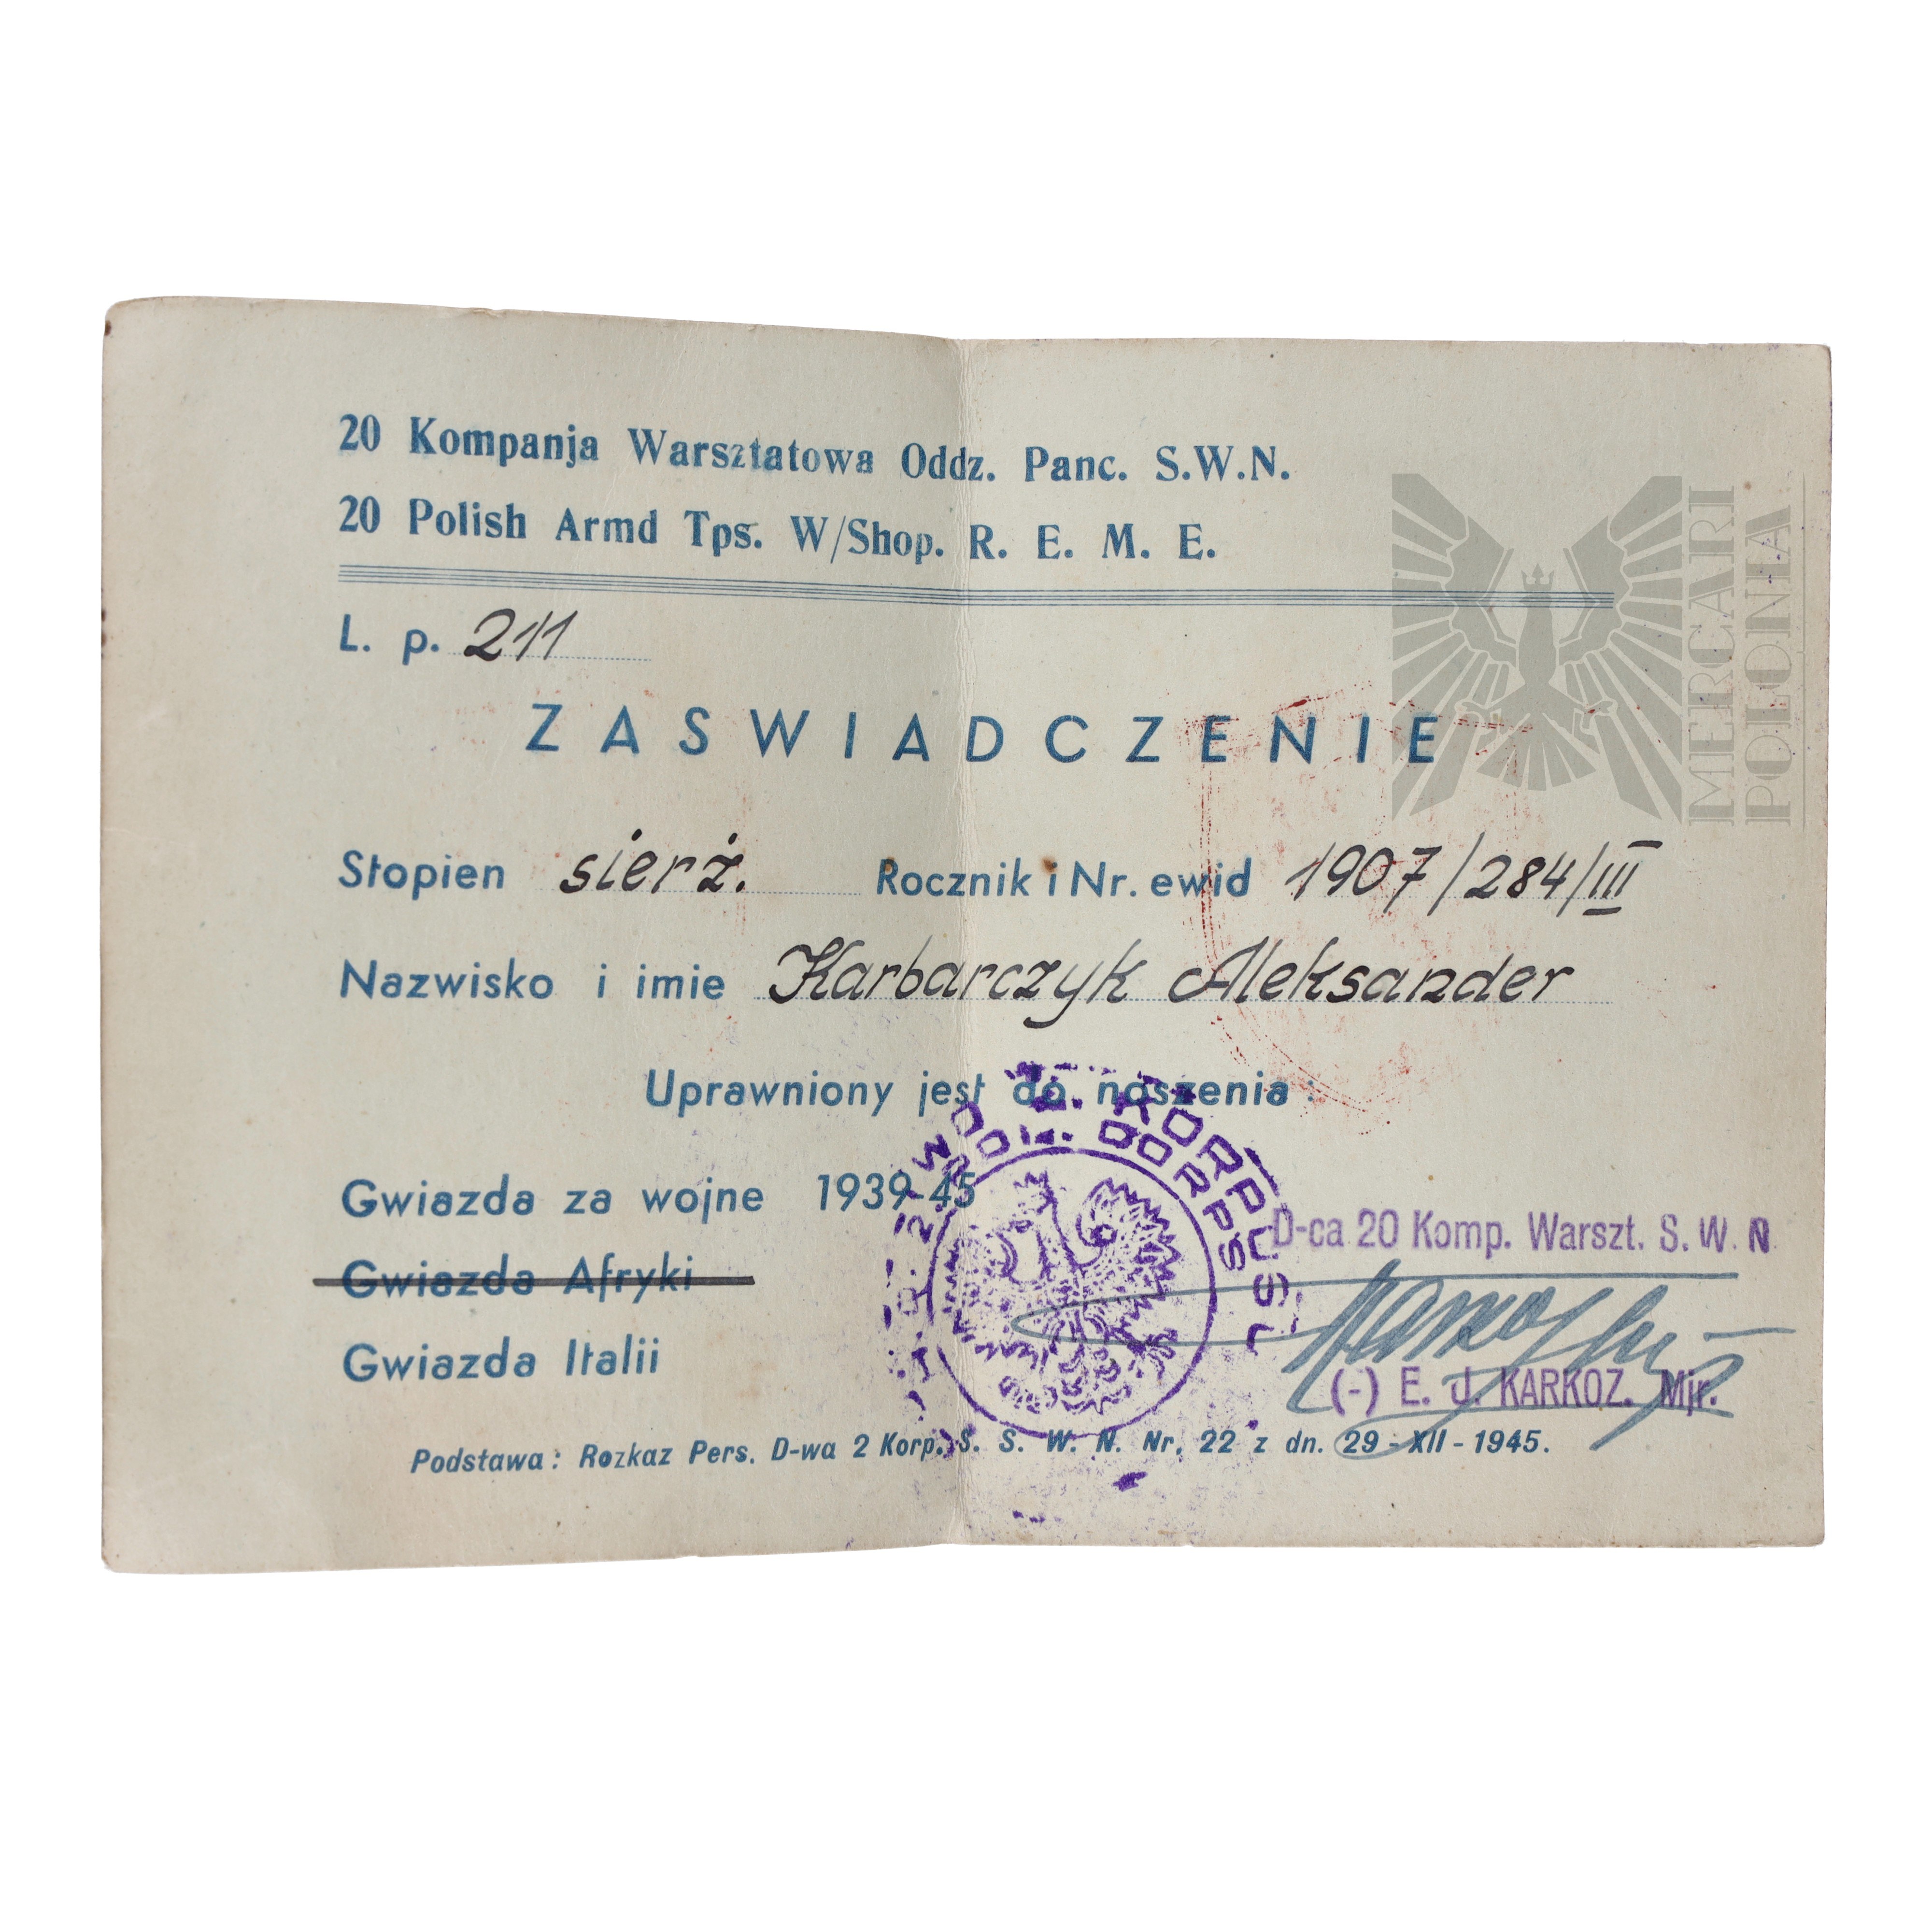 20 Kompanja Warsztatowa Oddz. Panc. S.W.N.
20 Polish Armd Tps. W/Shop. R. E. M. E.
L. p. 211
ZASWIADCZENIE
Stopien sierż. Rocznik i Nr. ewid 1907/284/III
Nazwisko i imie Karbarczyk Aleksander
Uprawniony jest do noszenia:
Gwiazda za wojne 1939-45
Gwiazda Afryki
Gwiazda Italii
2. KORPUSU
CORPS
D-ca 20 Komp. Warszt. S. W. N
(-) E. J. KARKOZ. Mjr.
Podstawa: Rozkaz Pers. D-wa 2 Korp. S. S. W. N. Nr. 22 z dn. 29-XII-1945.
MERCARI
POLONIA